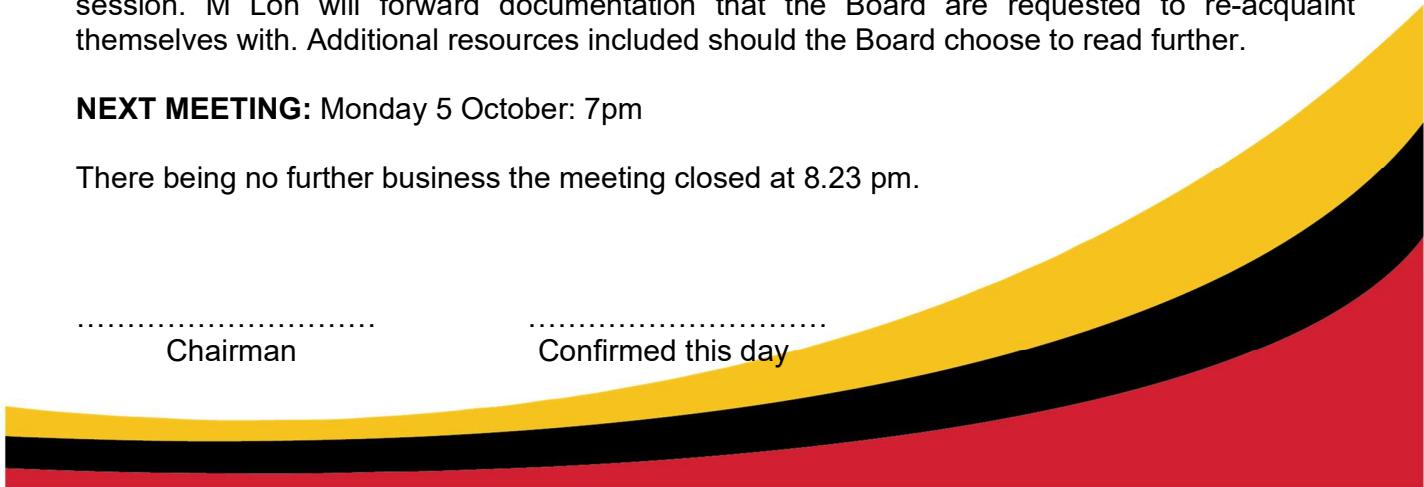 session. M Lon will forward documentation that the Board are requested to re-acquaint
themselves with. Additional resources included should the Board choose to read further.
NEXT MEETING: Monday 5 October: 7pm
There being no further business the meeting closed at 8.23 pm.
………………………… …………………………
Chairman Confirmed this day